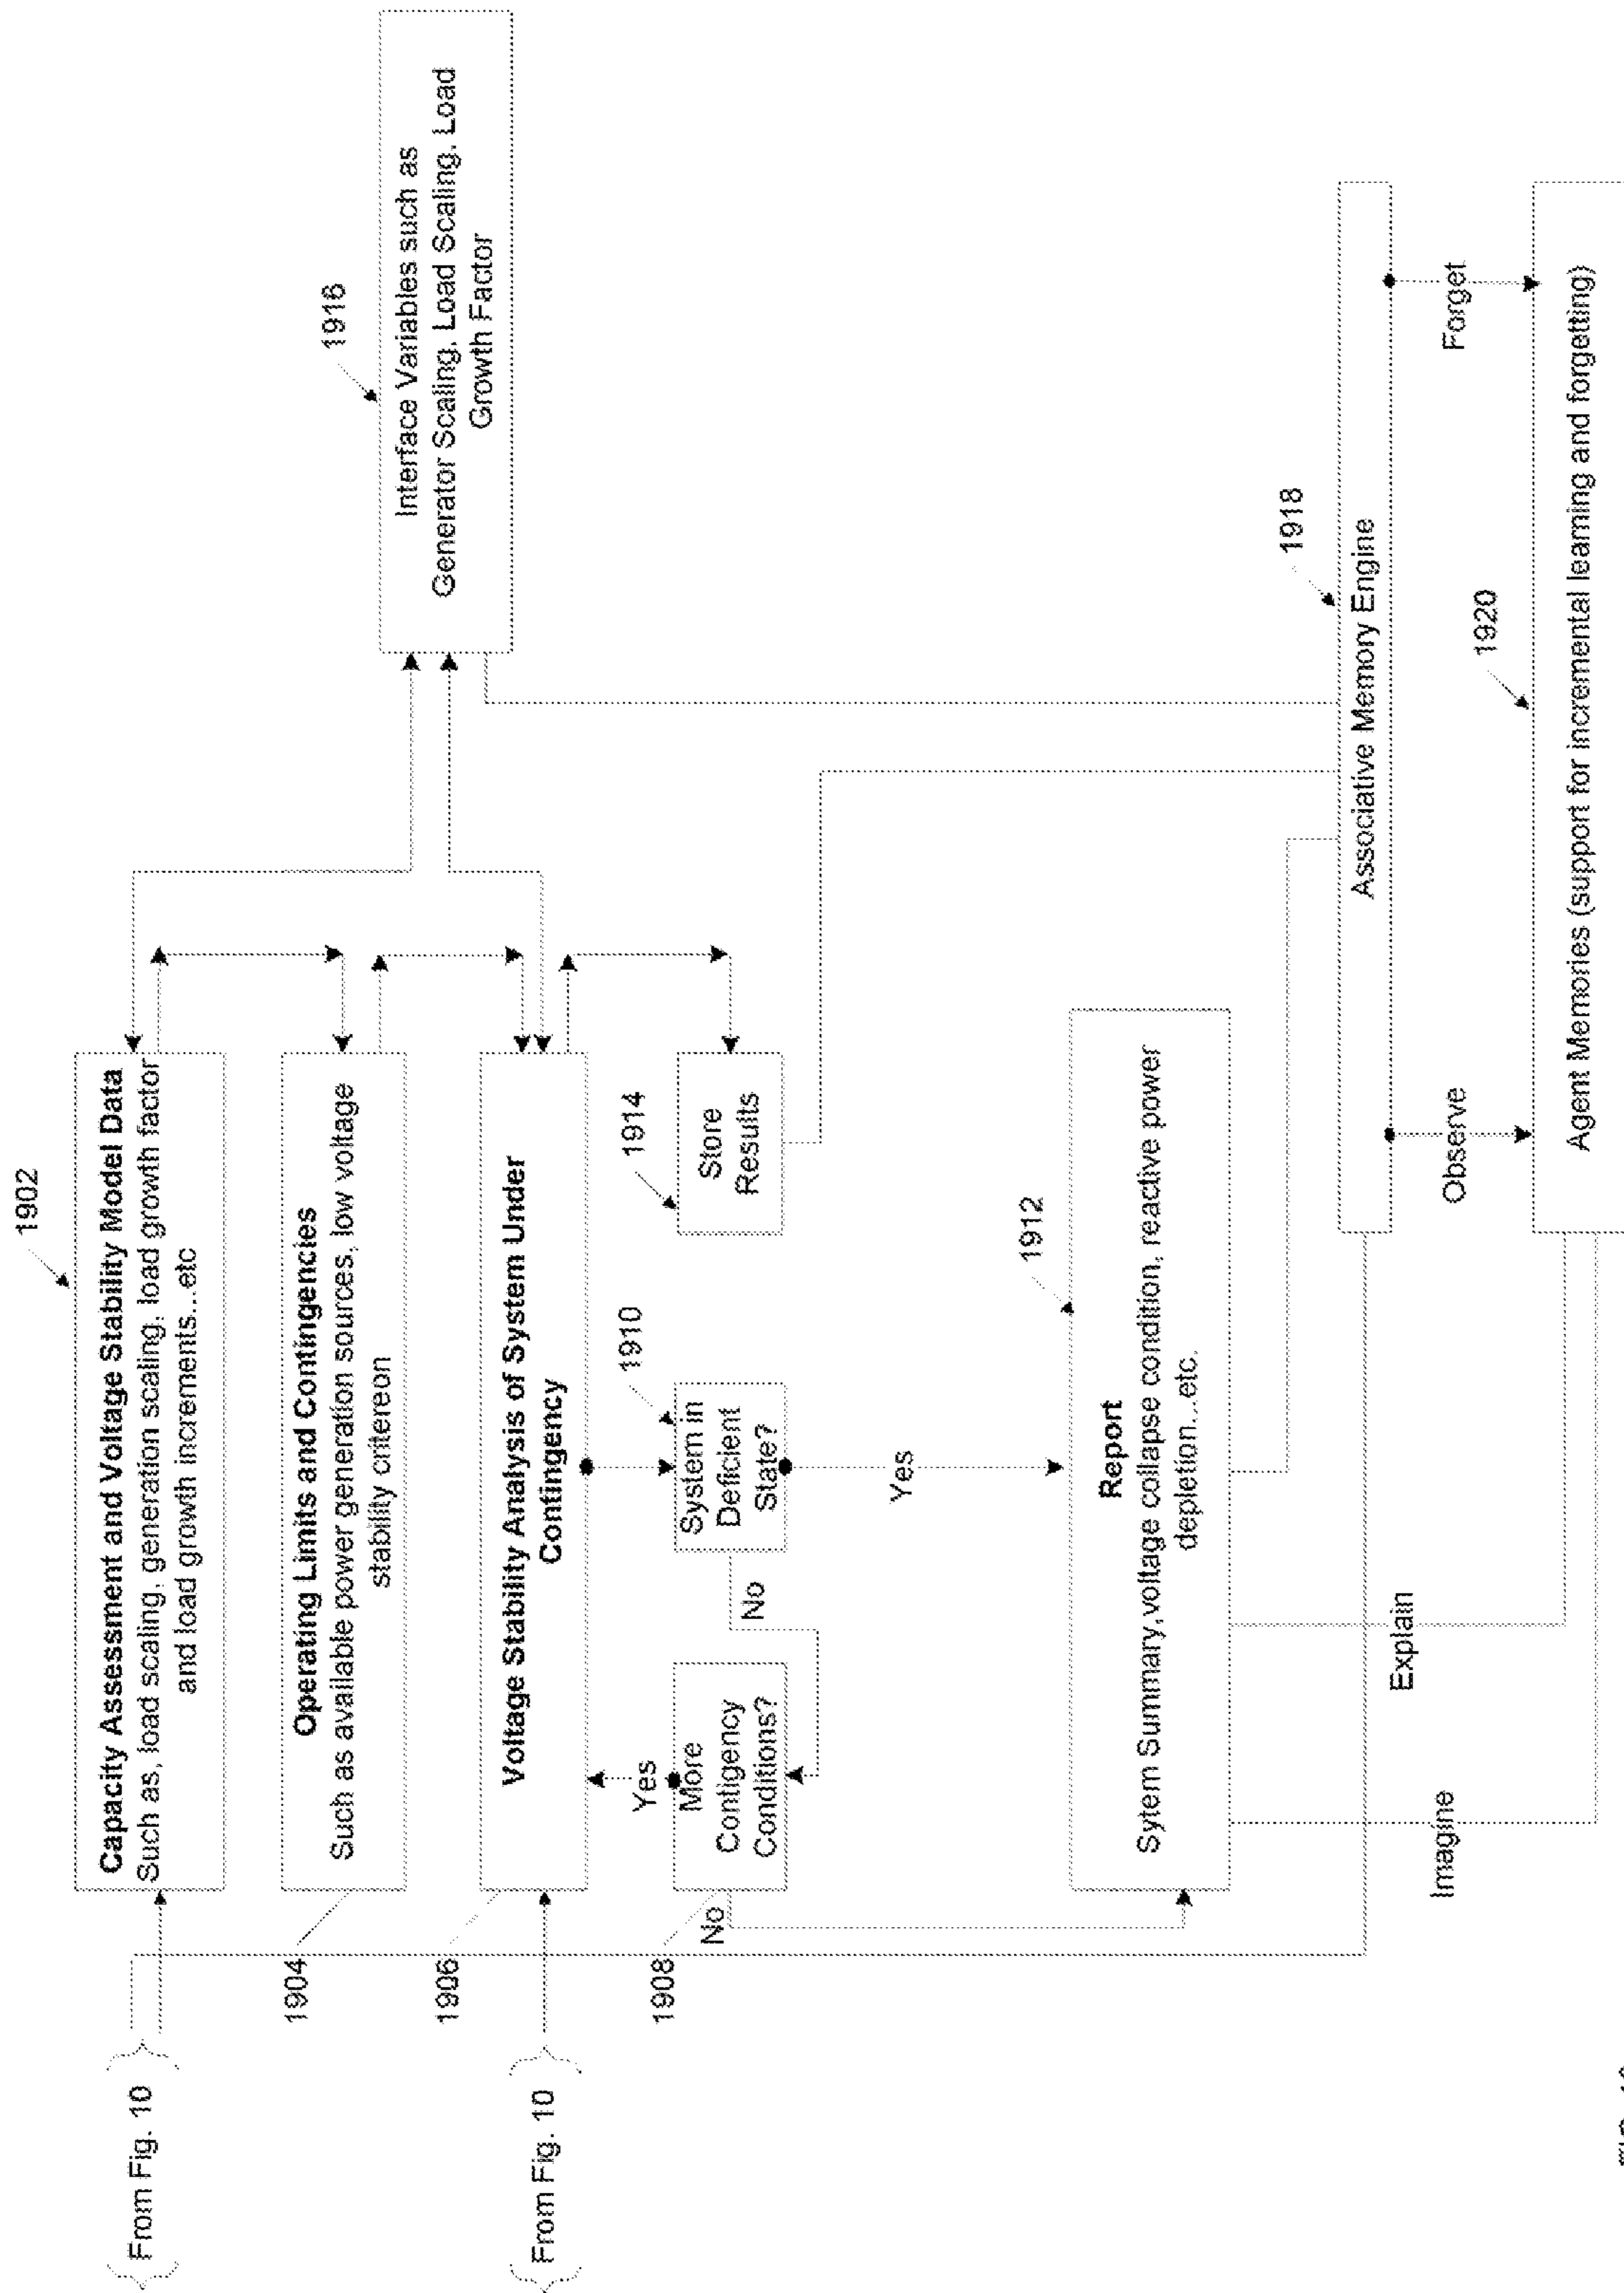 1902
Capacity Assessment and Voltage Stability Model Data
Such as, load scaling, generation scaling, load growth factor
and load growth increments...etc
From Fig. 10
1904
Operating Limits and Contingencies
Such as available power generation sources, low voltage
stability critereon
1906
Voltage Stability Analysis of System Under
Contingency
From Fig. 10
1916
Interface Variables such as
Generator Scaling, Load Scaling, Load
Growth Factor
Yes
1908
More
Contigency
Conditions?
No
No
1910
System in
Deficient
State?
1914
Store
Results
Yes
1912
Report
Sytem Summary,voltage collapse condition, reactive power
depletion...etc.
1918
Associative Memory Engine
Imagine
Explain
Observe
Forget
1920
Agent Memories (support for incremental learning and forgetting)